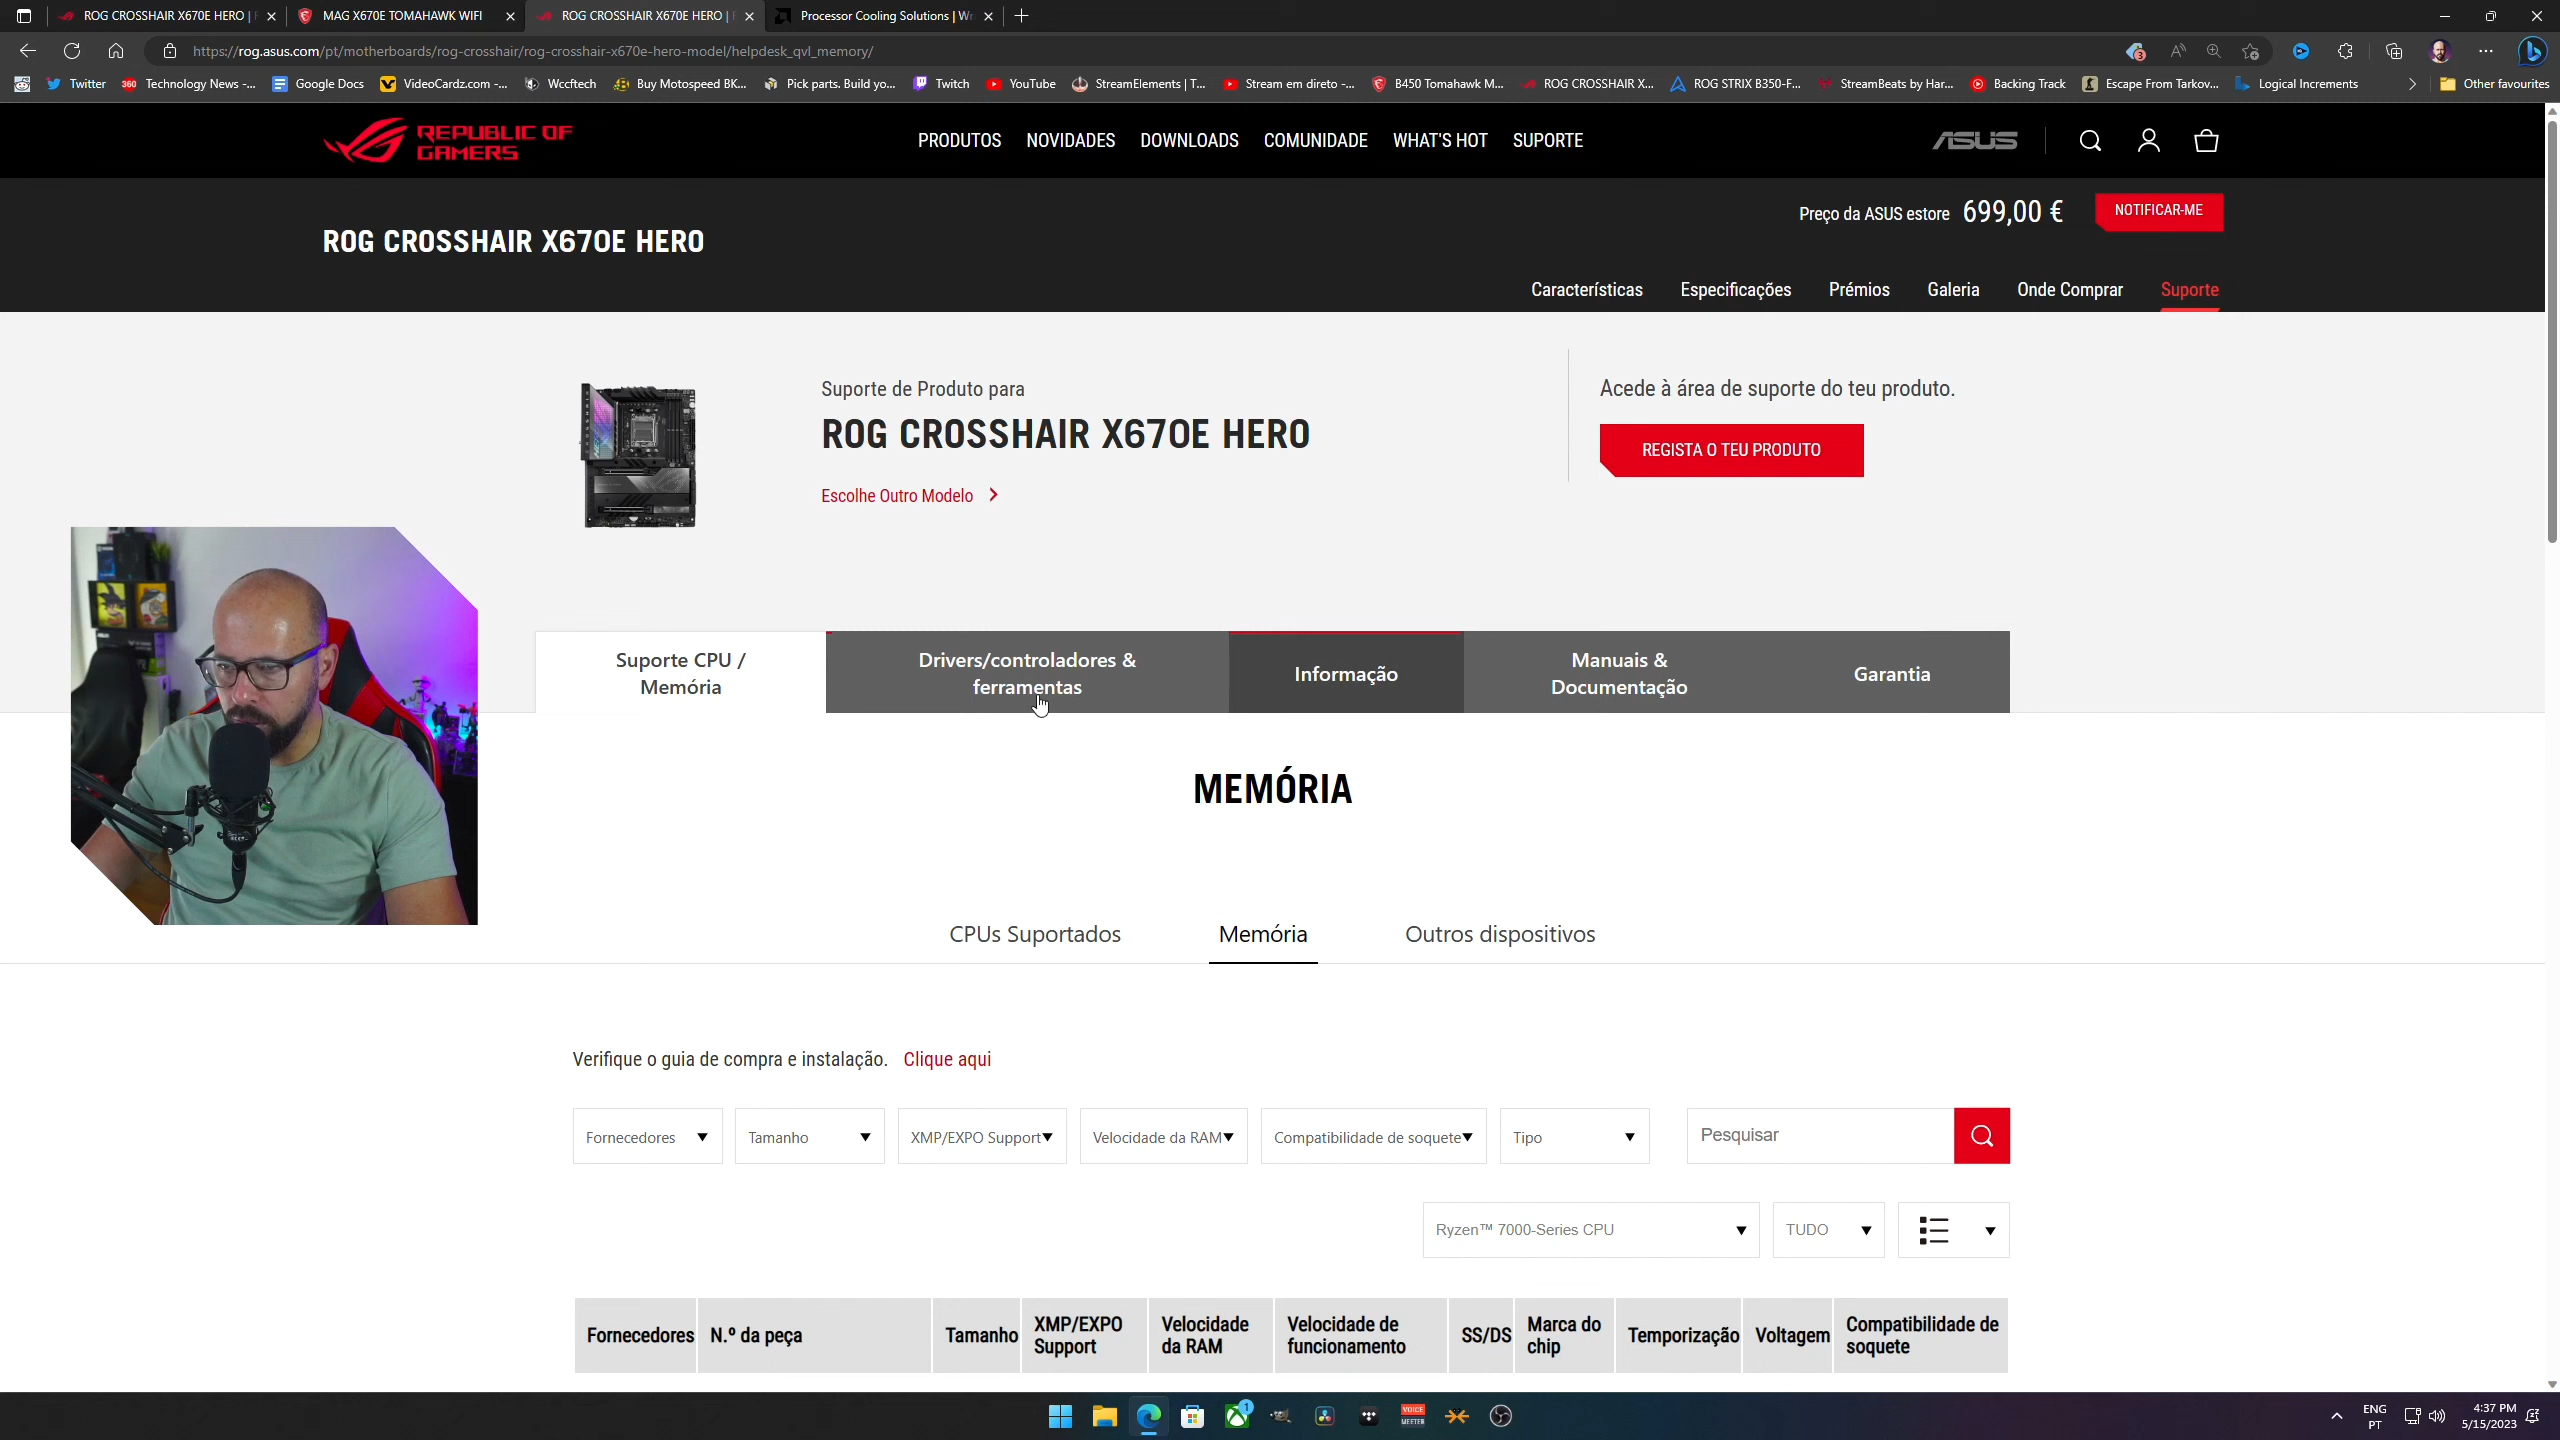 ROG CROSSHAIR X670E HERO |
MAG X670E TOMAHAWK WIFI
ROG CROSSHAIR X670E HERO |
Processor Cooling Solutions | Wr
https://rog.asus.com/pt/motherboards/rog-crosshair/rog-crosshair-x670e-hero-model/helpdesk_qvl_memory/
3
Twitter
360
Technology News -...
Google Docs
VideoCardz.com -...
Wccftech
Buy Motospeed BK...
Pick parts. Build yo...
Twitch
YouTube
StreamElements | T...
Stream em direto -...
B450 Tomahawk M...
ROG CROSSHAIR X...
ROG STRIX B350-F...
StreamBeats by Har...
Backing Track
Escape From Tarkov...
Logical Increments
Other favourites
REPUBLIC OF
GAMERS
PRODUTOS NOVIDADES DOWNLOADS COMUNIDADE WHAT'S HOT SUPORTE
ASUS
Preço da ASUS estore 699,00 €
NOTIFICAR-ME
ROG CROSSHAIR X670E HERO
Características Especificações Prémios Galeria Onde Comprar Suporte
Suporte de Produto para
ROG CROSSHAIR X670E HERO
Escolhe Outro Modelo
Acede à área de suporte do teu produto.
REGISTA O TEU PRODUTO
Suporte CPU /
Memória
Drivers/controladores &
ferramentas
Informação
Manuais &
Documentação
Garantia
MEMÓRIA
CPUs Suportados Memória Outros dispositivos
Verifique o guia de compra e instalação. Clique aqui
Fornecedores
Tamanho
XMP/EXPO Support
Velocidade da RAM
Compatibilidade de soquete
Tipo
Pesquisar
Ryzen™ 7000-Series CPU
TUDO
Fornecedores
N.º da peça
Tamanho
XMP/EXPO
Support
Velocidade
da RAM
Velocidade de
funcionamento
SS/DS
Marca do
chip
Temporização
Voltagem
Compatibilidade de
soquete
1
VOICE
MEETER
ENG
PT
4:37 PM
5/15/2023